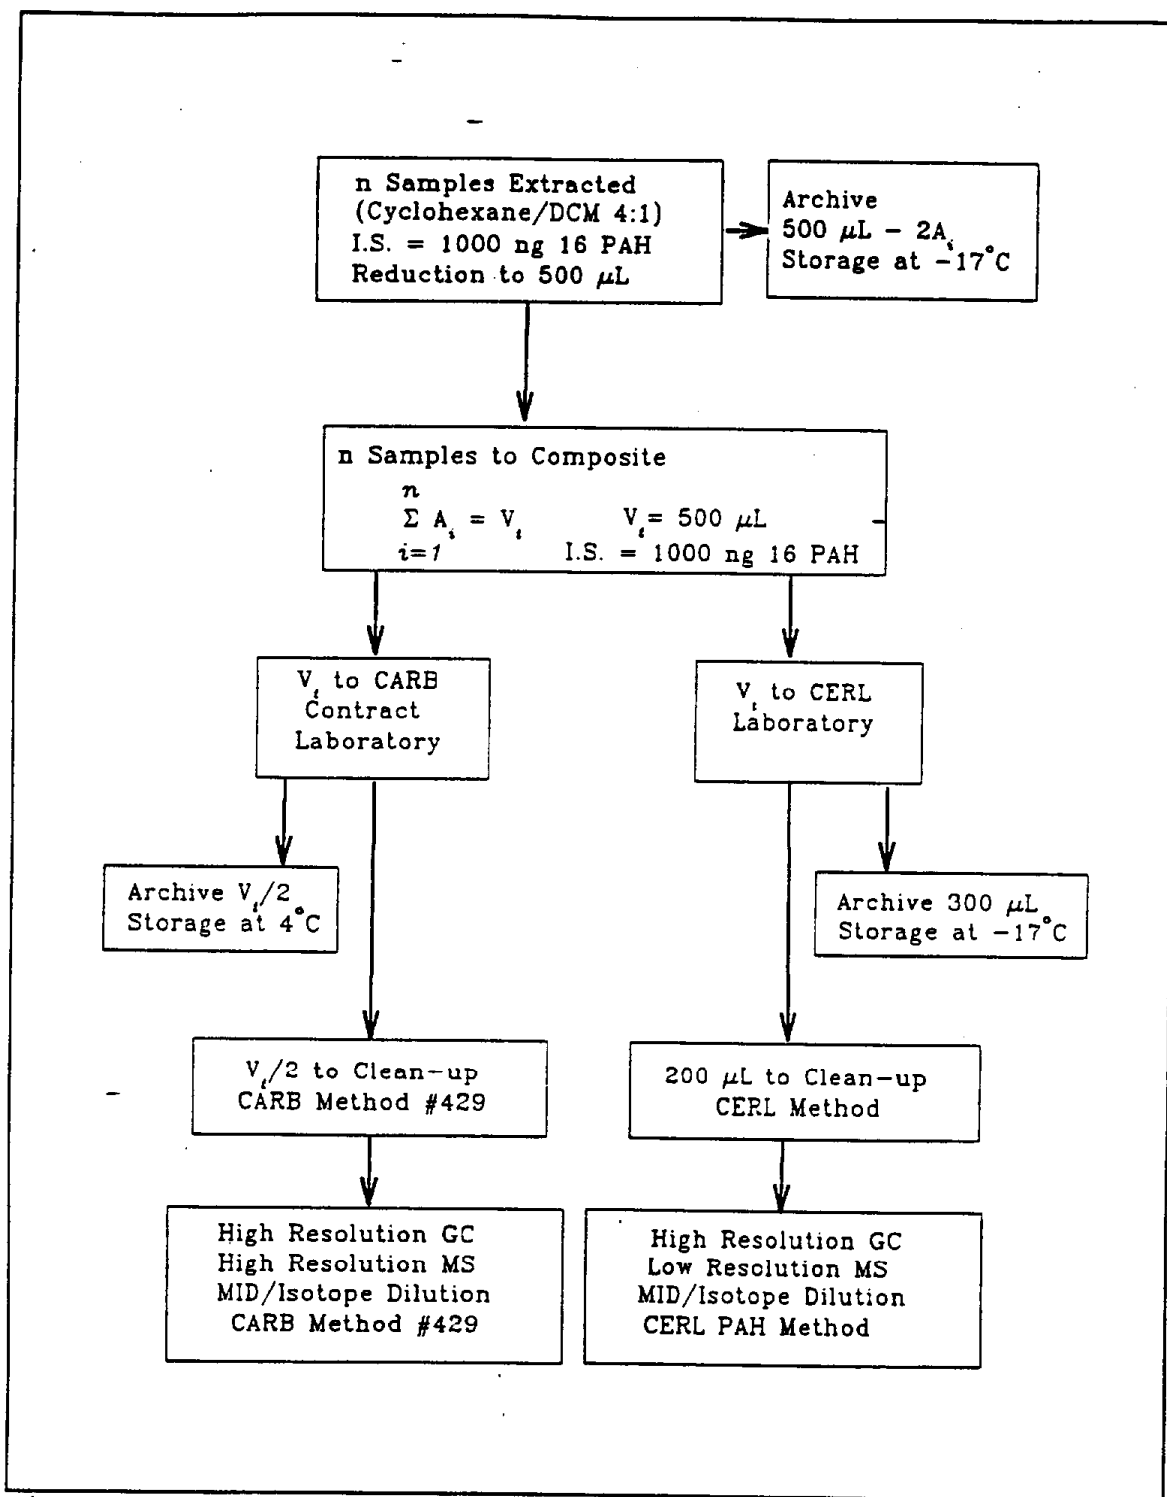 n Samples Extracted
(Cyclohexane/DCM 4:1)
I.S. = 1000 ng 16 PAH
Reduction to 500 μL
Archive
500 μL – 2Aᵢ
Storage at –17°C
n Samples to Composite
n
Σ Aᵢ = Vₜ Vₜ = 500 μL
i=1 I.S. = 1000 ng 16 PAH
Vₜ to CARB
Contract
Laboratory
Vₜ to CERL
Laboratory
Archive Vₜ/2
Storage at 4°C
Archive 300 μL
Storage at –17°C
Vₜ/2 to Clean–up
CARB Method #429
200 μL to Clean–up
CERL Method
High Resolution GC
High Resolution MS
MID/Isotope Dilution
CARB Method #429
High Resolution GC
Low Resolution MS
MID/Isotope Dilution
CERL PAH Method